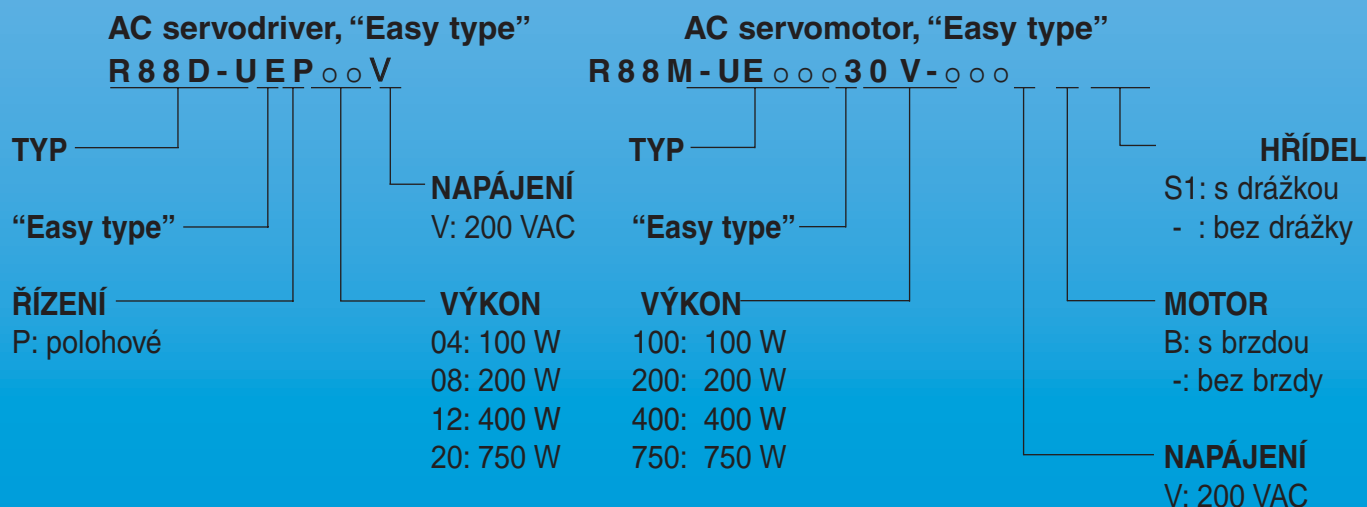 AC servodriver, “Easy type”
R88D-UEP○○V
TYP
“Easy type”
ŘÍZENÍ
P: polohové
NAPÁJENÍ
V: 200 VAC
VÝKON
04: 100 W
08: 200 W
12: 400 W
20: 750 W
AC servomotor, “Easy type”
R88M-UE○○○30V-○○○
TYP
“Easy type”
VÝKON
100: 100 W
200: 200 W
400: 400 W
750: 750 W
HŘÍDEL
S1: s drážkou
- : bez drážky
MOTOR
B: s brzdou
-: bez brzdy
NAPÁJENÍ
V: 200 VAC